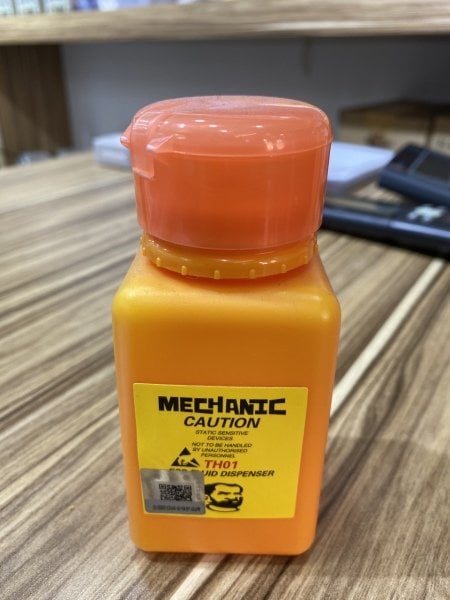 MECHANIC
CAUTION
STATIC SENSITIVE
DEVICES
NOT TO BE HANDLED
BY UNAUTHORISED
PERSONNEL
TH01
UID DISPENSER